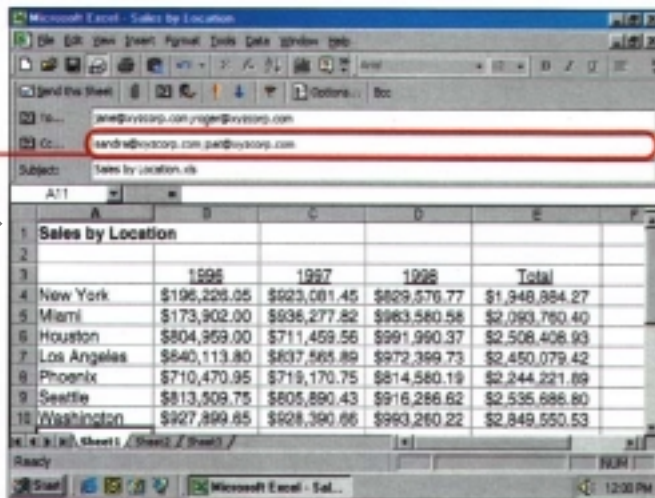 Microsoft Excel - Sales by Location
File Edit View Insert Format Tools Data Window Help
Arial 10 B I U
Send this Sheet Options... Bcc
To... jane@xyzcorp.com;roger@xyzcorp.com
Cc... sandra@xyzcorp.com;pat@xyzcorp.com
Subject: Sales by Location.xls
A11 =
A B C D E F
1 Sales by Location
2
3 1996 1997 1998 Total
4 New York $196,226.05 $923,081.45 $829,576.77 $1,948,884.27
5 Miami $173,902.00 $936,277.82 $983,580.58 $2,093,760.40
6 Houston $804,959.00 $711,459.56 $991,990.37 $2,508,408.93
7 Los Angeles $640,113.80 $837,565.89 $972,399.73 $2,450,079.42
8 Phoenix $710,470.95 $719,170.75 $814,580.19 $2,244,221.89
9 Seattle $813,509.75 $805,890.43 $916,286.62 $2,535,686.80
10 Washington $927,899.65 $928,390.66 $993,260.22 $2,849,550.53
Sheet1 Sheet2 Sheet3
Ready NUM
Start Microsoft Excel - Sal... 12:00 PM